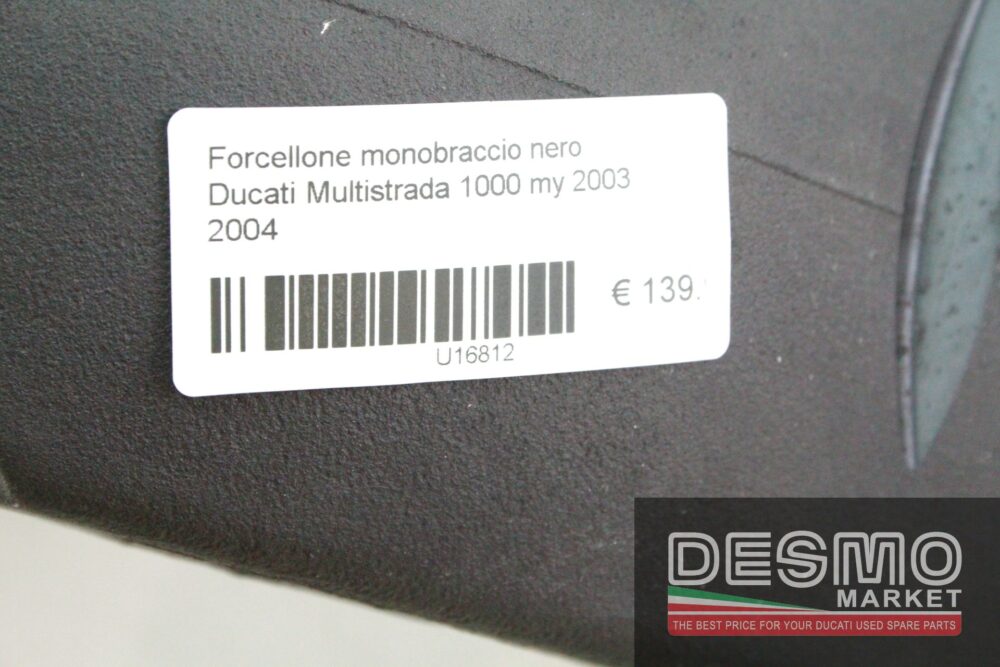 Forcellone monobraccio nero
Ducati Multistrada 1000 my 2003
2004
€ 139.
U16812
DESMO
MARKET
THE BEST PRICE FOR YOUR DUCATI USED SPARE PARTS